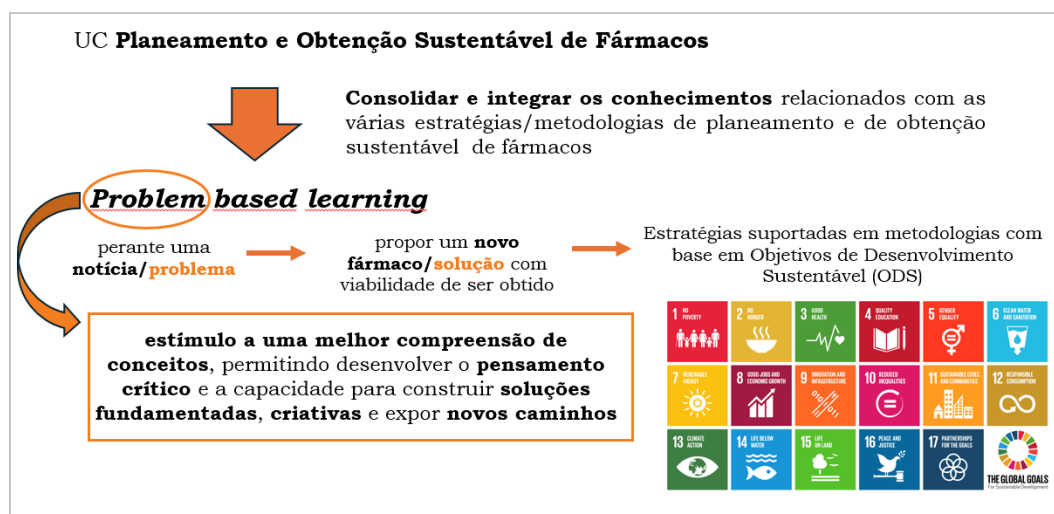 UC Planeamento e Obtenção Sustentável de Fármacos
Consolidar e integrar os conhecimentos relacionados com as
várias estratégias/metodologias de planeamento e de obtenção
sustentável de fármacos
Problem based learning
perante uma
notícia/problema
propor um novo
fármaco/solução com
viabilidade de ser obtido
Estratégias suportadas em metodologias com
base em Objetivos de Desenvolvimento
Sustentável (ODS)
estímulo a uma melhor compreensão de
conceitos, permitindo desenvolver o pensamento
crítico e a capacidade para construir soluções
fundamentadas, criativas e expor novos caminhos
1 NO
POVERTY
2 NO
HUNGER
3 GOOD
HEALTH
4 QUALITY
EDUCATION
5 GENDER
EQUALITY
6 CLEAN WATER
AND SANITATION
7 RENEWABLE
ENERGY
8 GOOD JOBS AND
ECONOMIC GROWTH
9 INNOVATION AND
INFRASTRUCTURE
10 REDUCED
INEQUALITIES
11 SUSTAINABLE CITIES
AND COMMUNITIES
12 RESPONSIBLE
CONSUMPTION
13 CLIMATE
ACTION
14 LIFE BELOW
WATER
15 LIFE
ON LAND
16 PEACE AND
JUSTICE
17 PARTNERSHIPS
FOR THE GOALS
THE GLOBAL GOALS
For Sustainable Development